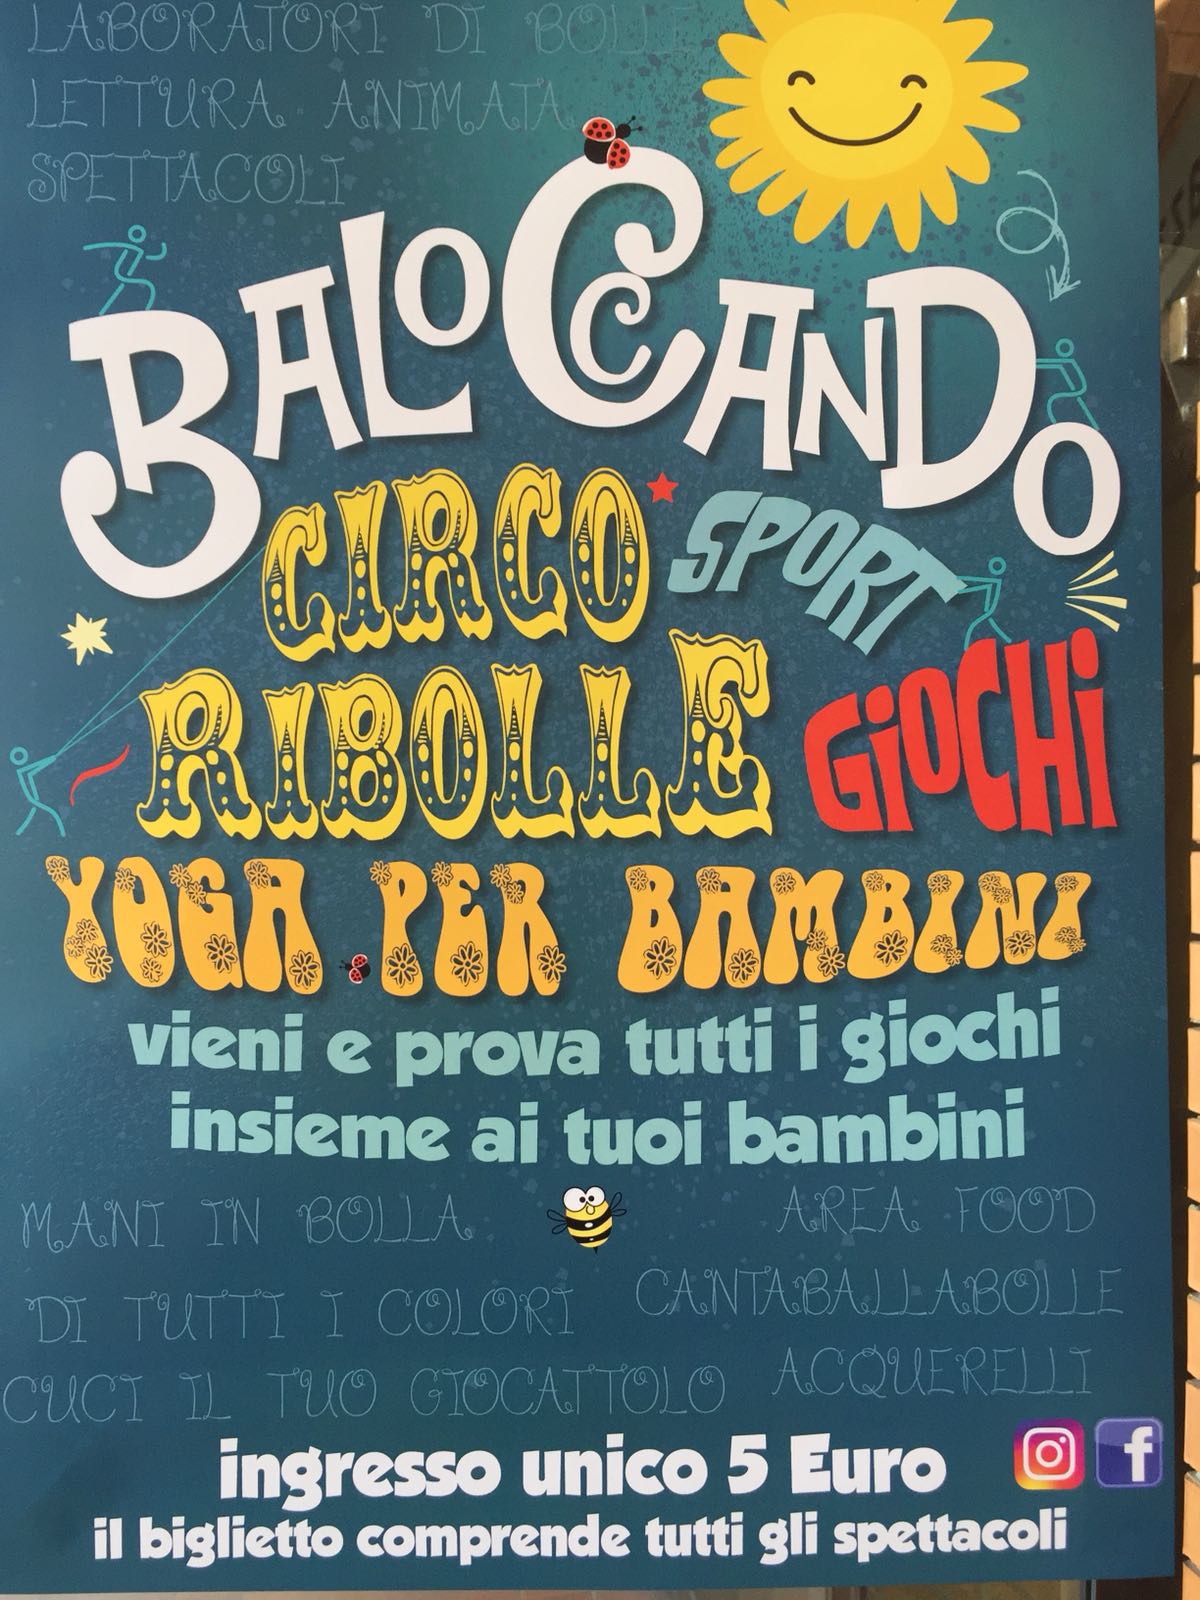 LABORATORI DI BOLLE
LETTURA ANIMATA
SPETTACOLI
BALOCCANDO
CIRCO
SPORT
RIBOLLE
GIOCHI
YOGA PER BAMBINI
vieni e prova tutti i giochi
insieme ai tuoi bambini
MANI IN BOLLA
AREA FOOD
DI TUTTI I COLORI
CANTABALLABOLLE
CUCI IL TUO GIOCATTOLO
ACQUERELLI
ingresso unico 5 Euro
il biglietto comprende tutti gli spettacoli